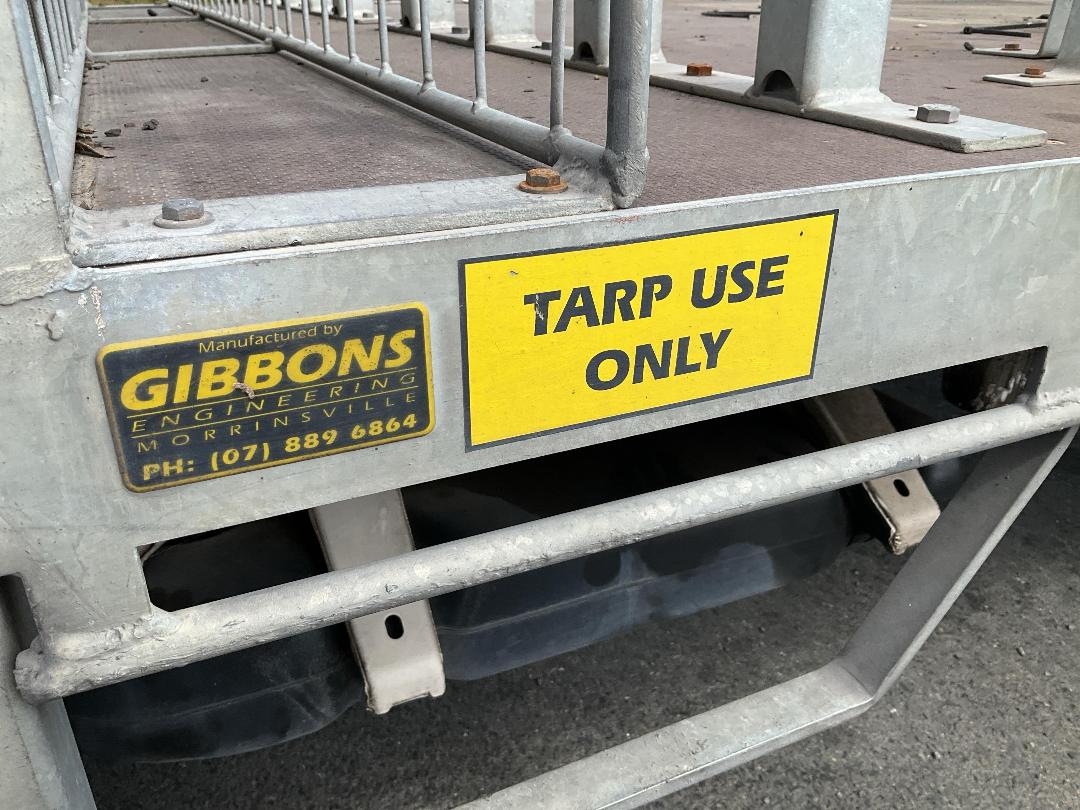 Manufactured by
GIBBONS
ENGINEERING
MORRINSVILLE
PH: (07) 889 6864
TARP USE
ONLY